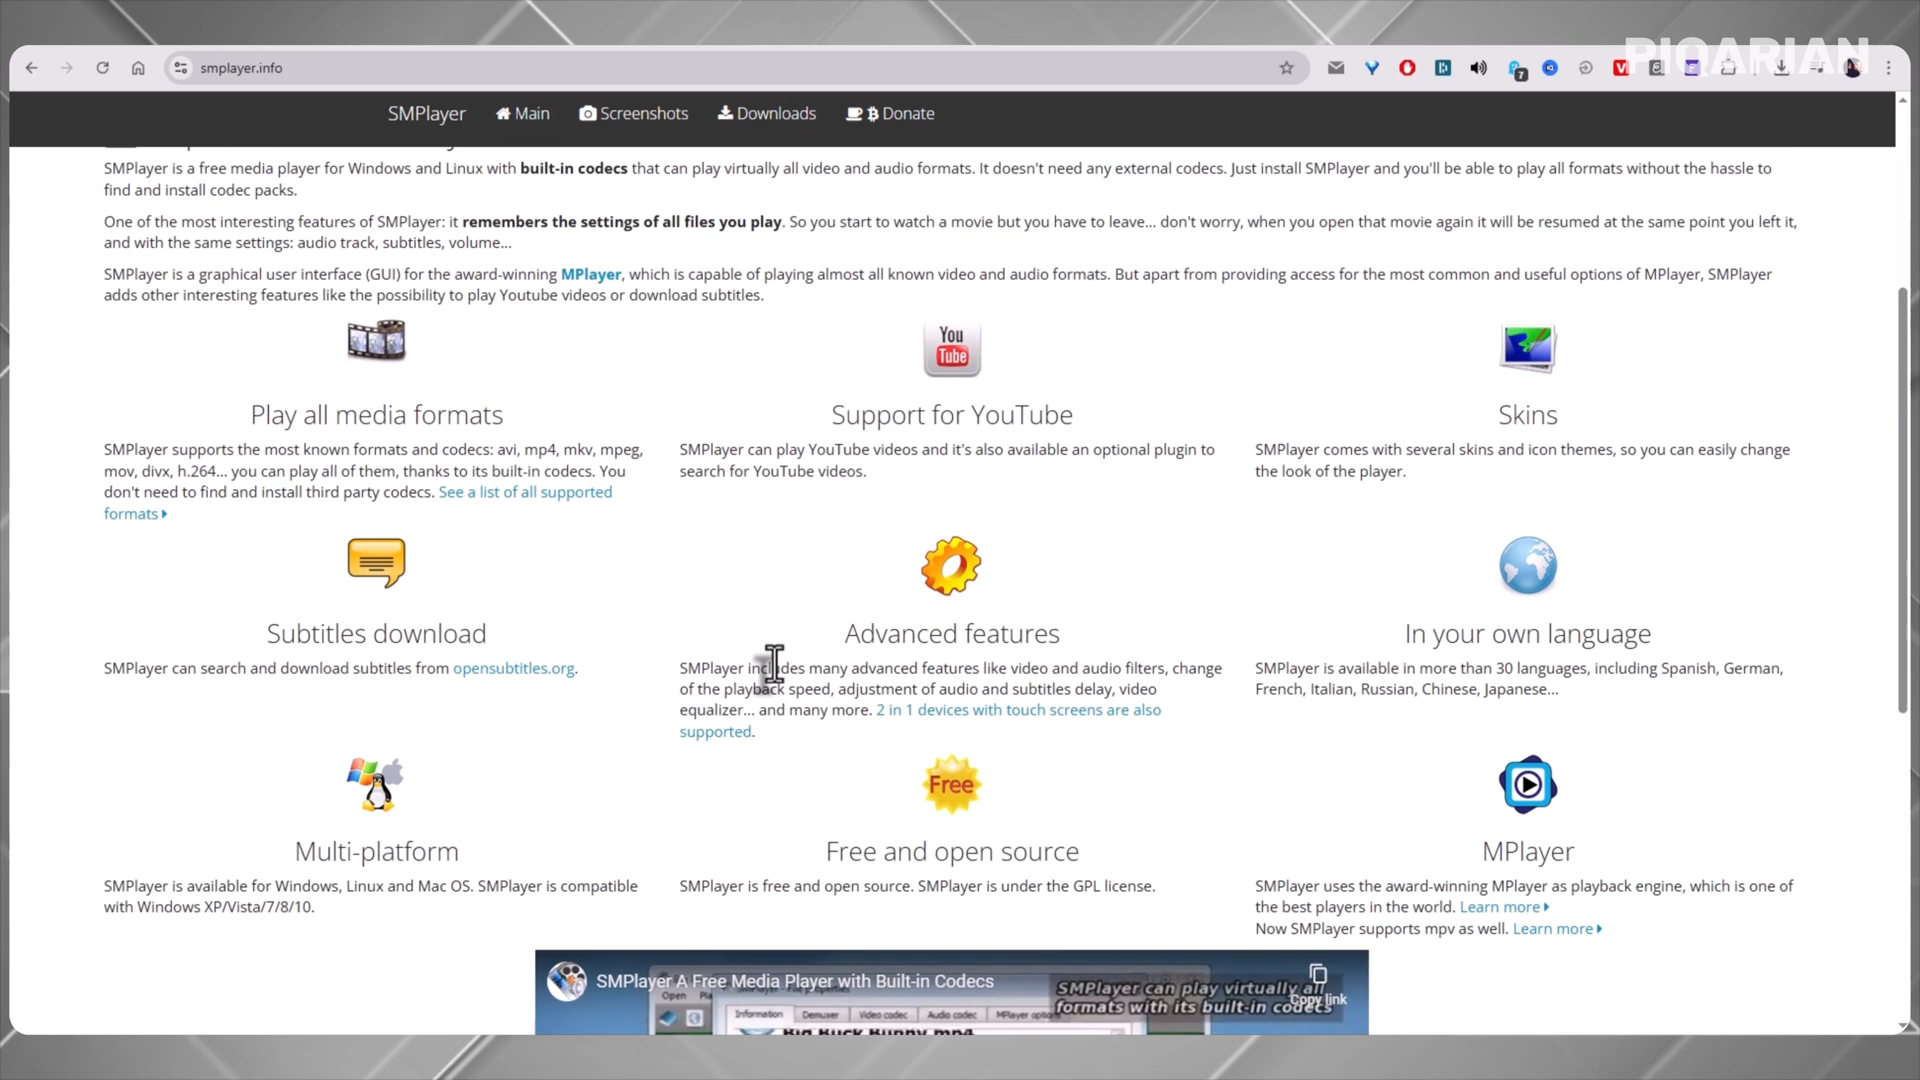 PIQARIAN
smplayer.info
7
SMPlayer Main Screenshots Downloads Donate
SMPlayer is a free media player for Windows and Linux with built-in codecs that can play virtually all video and audio formats. It doesn't need any external codecs. Just install SMPlayer and you'll be able to play all formats without the hassle to
find and install codec packs.
One of the most interesting features of SMPlayer: it remembers the settings of all files you play. So you start to watch a movie but you have to leave... don't worry, when you open that movie again it will be resumed at the same point you left it,
and with the same settings: audio track, subtitles, volume...
SMPlayer is a graphical user interface (GUI) for the award-winning MPlayer, which is capable of playing almost all known video and audio formats. But apart from providing access for the most common and useful options of MPlayer, SMPlayer
adds other interesting features like the possibility to play Youtube videos or download subtitles.
You
Tube
Play all media formats
SMPlayer supports the most known formats and codecs: avi, mp4, mkv, mpeg,
mov, divx, h.264... you can play all of them, thanks to its built-in codecs. You
don't need to find and install third party codecs. See a list of all supported
formats
Support for YouTube
SMPlayer can play YouTube videos and it's also available an optional plugin to
search for YouTube videos.
Skins
SMPlayer comes with several skins and icon themes, so you can easily change
the look of the player.
Subtitles download
SMPlayer can search and download subtitles from opensubtitles.org.
Advanced features
SMPlayer includes many advanced features like video and audio filters, change
of the playback speed, adjustment of audio and subtitles delay, video
equalizer... and many more. 2 in 1 devices with touch screens are also
supported.
In your own language
SMPlayer is available in more than 30 languages, including Spanish, German,
French, Italian, Russian, Chinese, Japanese...
Multi-platform
SMPlayer is available for Windows, Linux and Mac OS. SMPlayer is compatible
with Windows XP/Vista/7/8/10.
Free
Free and open source
SMPlayer is free and open source. SMPlayer is under the GPL license.
MPlayer
SMPlayer uses the award-winning MPlayer as playback engine, which is one of
the best players in the world. Learn more
Now SMPlayer supports mpv as well. Learn more
SMPlayer A Free Media Player with Built-in Codecs
SMPlayer can play virtually all
formats with its built-in codecs
Copy link
Open
Information Demuxer Video codec Audio codec MPlayer options
Big Buck Bunny.mp4